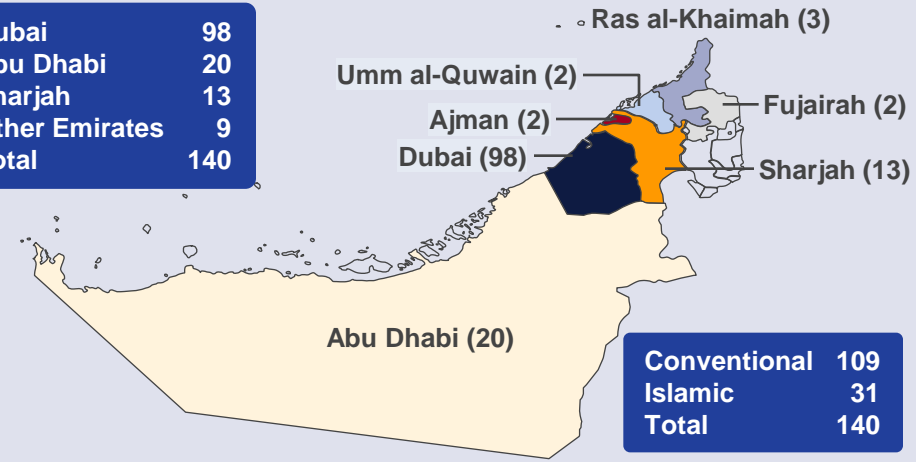 ubai 98
bu Dhabi 20
harjah 13
ther Emirates 9
otal 140
Ras al-Khaimah (3)
Umm al-Quwain (2)
Ajman (2)
Fujairah (2)
Dubai (98)
Sharjah (13)
Abu Dhabi (20)
Conventional 109
Islamic 31
Total 140